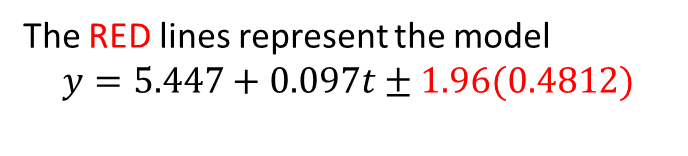 The RED lines represent the model
y = 5.447 + 0.097t ± 1.96(0.4812)